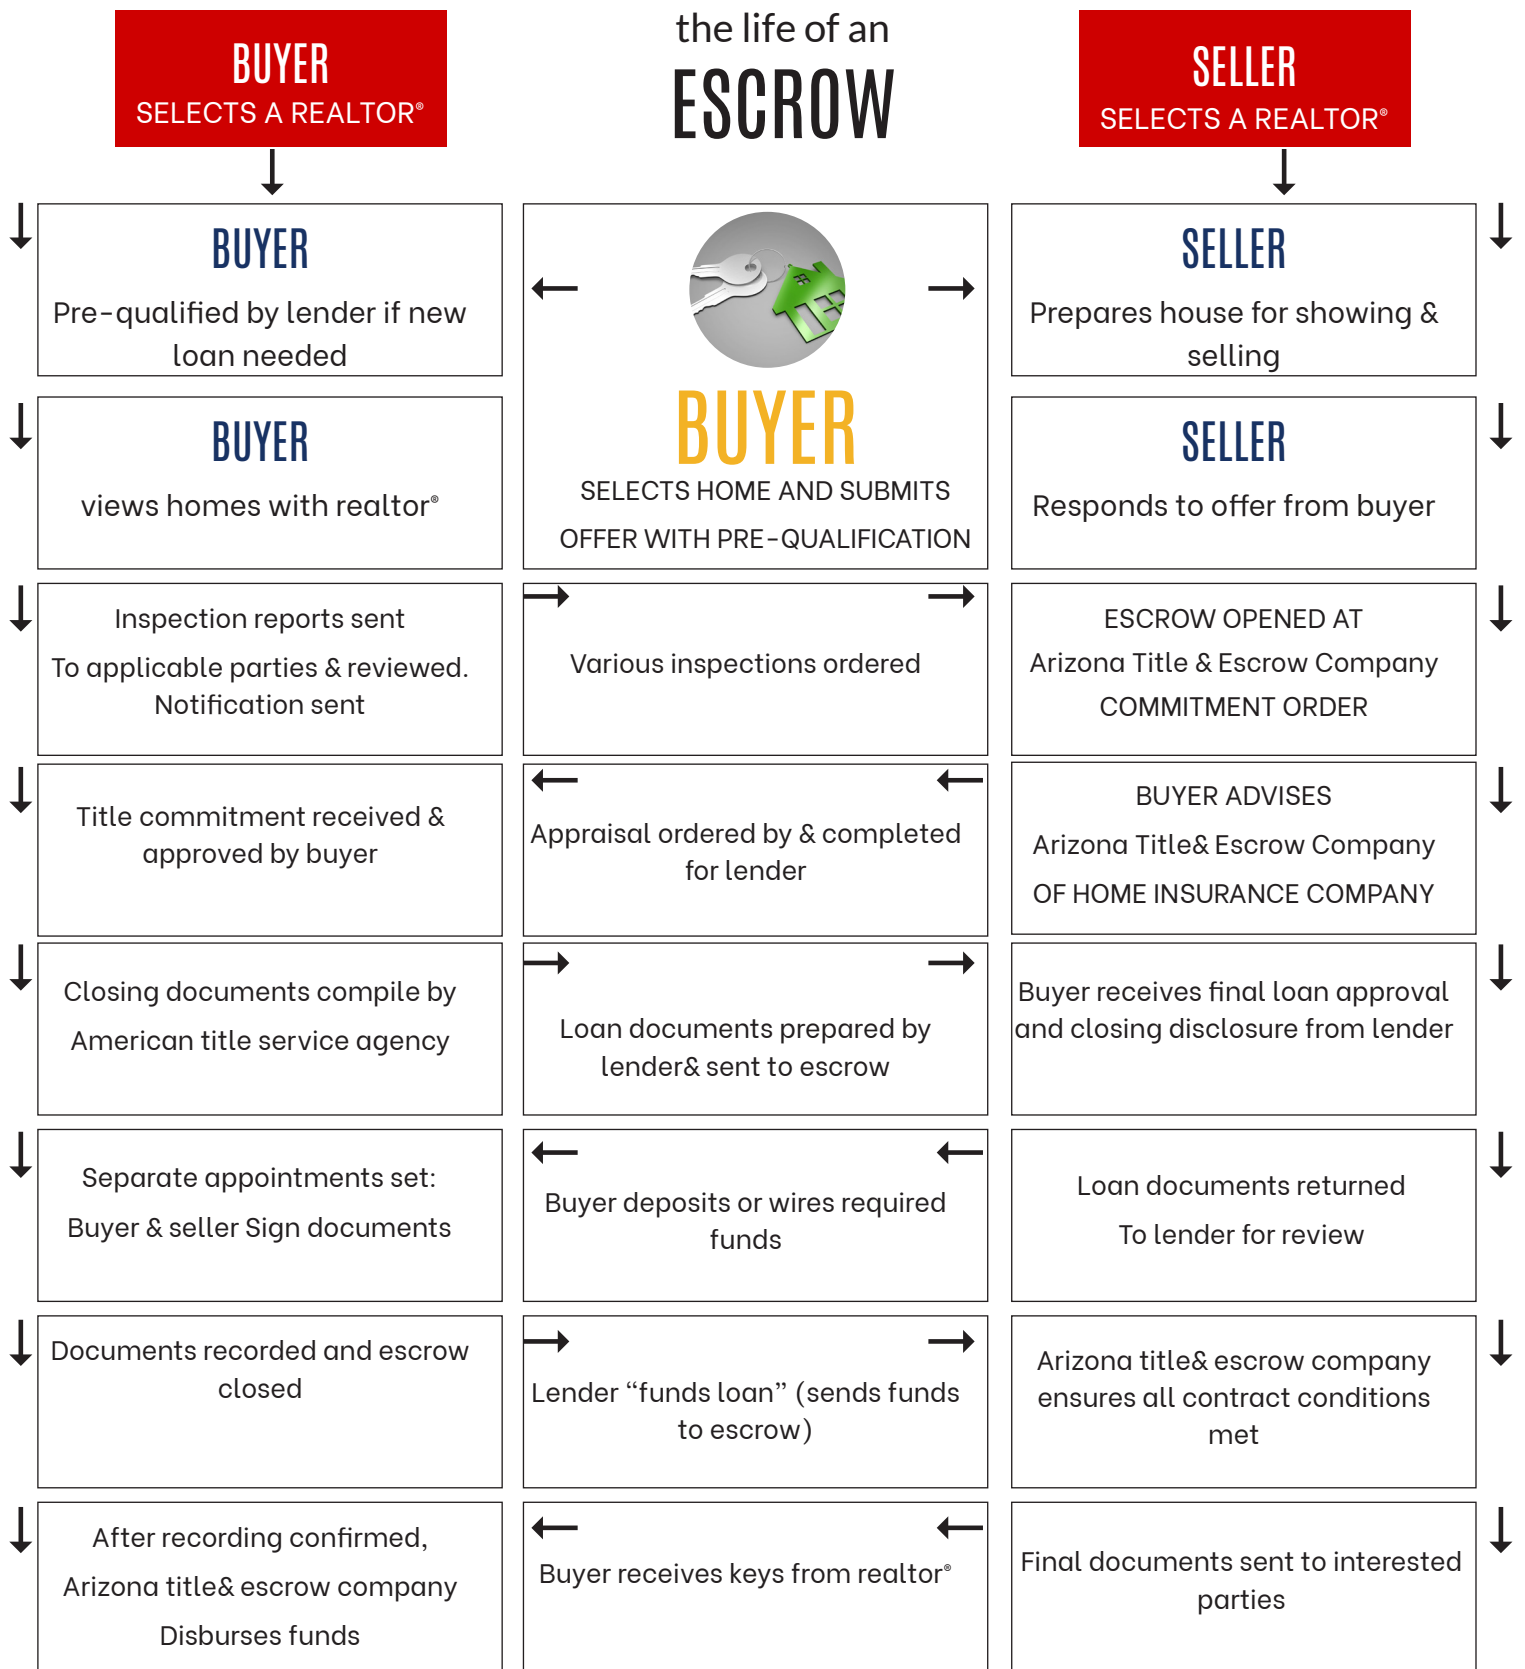 BUYER
SELECTS A REALTOR®
the life of an
ESCROW
SELLER
SELECTS A REALTOR®
BUYER
Pre-qualified by lender if new
loan needed
BUYER
SELECTS HOME AND SUBMITS
OFFER WITH PRE-QUALIFICATION
SELLER
Prepares house for showing &
selling
BUYER
views homes with realtor®
SELLER
Responds to offer from buyer
Inspection reports sent
To applicable parties & reviewed.
Notification sent
Various inspections ordered
ESCROW OPENED AT
Arizona Title & Escrow Company
COMMITMENT ORDER
Title commitment received &
approved by buyer
Appraisal ordered by & completed
for lender
BUYER ADVISES
Arizona Title& Escrow Company
OF HOME INSURANCE COMPANY
Closing documents compile by
American title service agency
Loan documents prepared by
lender& sent to escrow
Buyer receives final loan approval
and closing disclosure from lender
Separate appointments set:
Buyer & seller Sign documents
Buyer deposits or wires required
funds
Loan documents returned
To lender for review
Documents recorded and escrow
closed
Lender “funds loan” (sends funds
to escrow)
Arizona title& escrow company
ensures all contract conditions
met
After recording confirmed,
Arizona title& escrow company
Disburses funds
Buyer receives keys from realtor®
Final documents sent to interested
parties